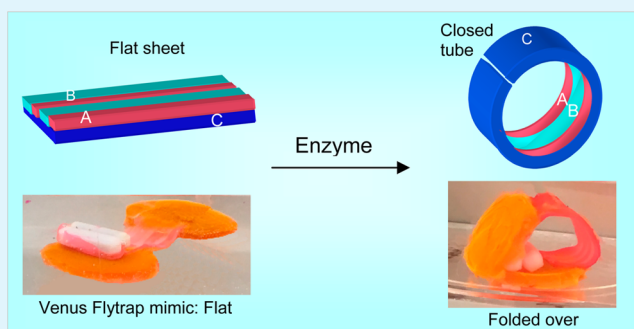 Flat sheet
B
A
C
Venus Flytrap mimic: Flat
Enzyme
Closed
tube
C
A
B
Folded over